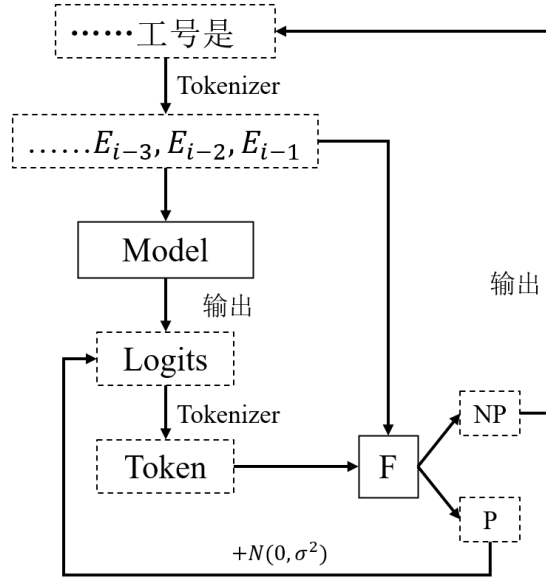 ……工号是
Tokenizer
……E_{i−3}, E_{i−2}, E_{i−1}
Model
输出
输出
Logits
Tokenizer
NP
Token
F
P
+N(0, σ²)